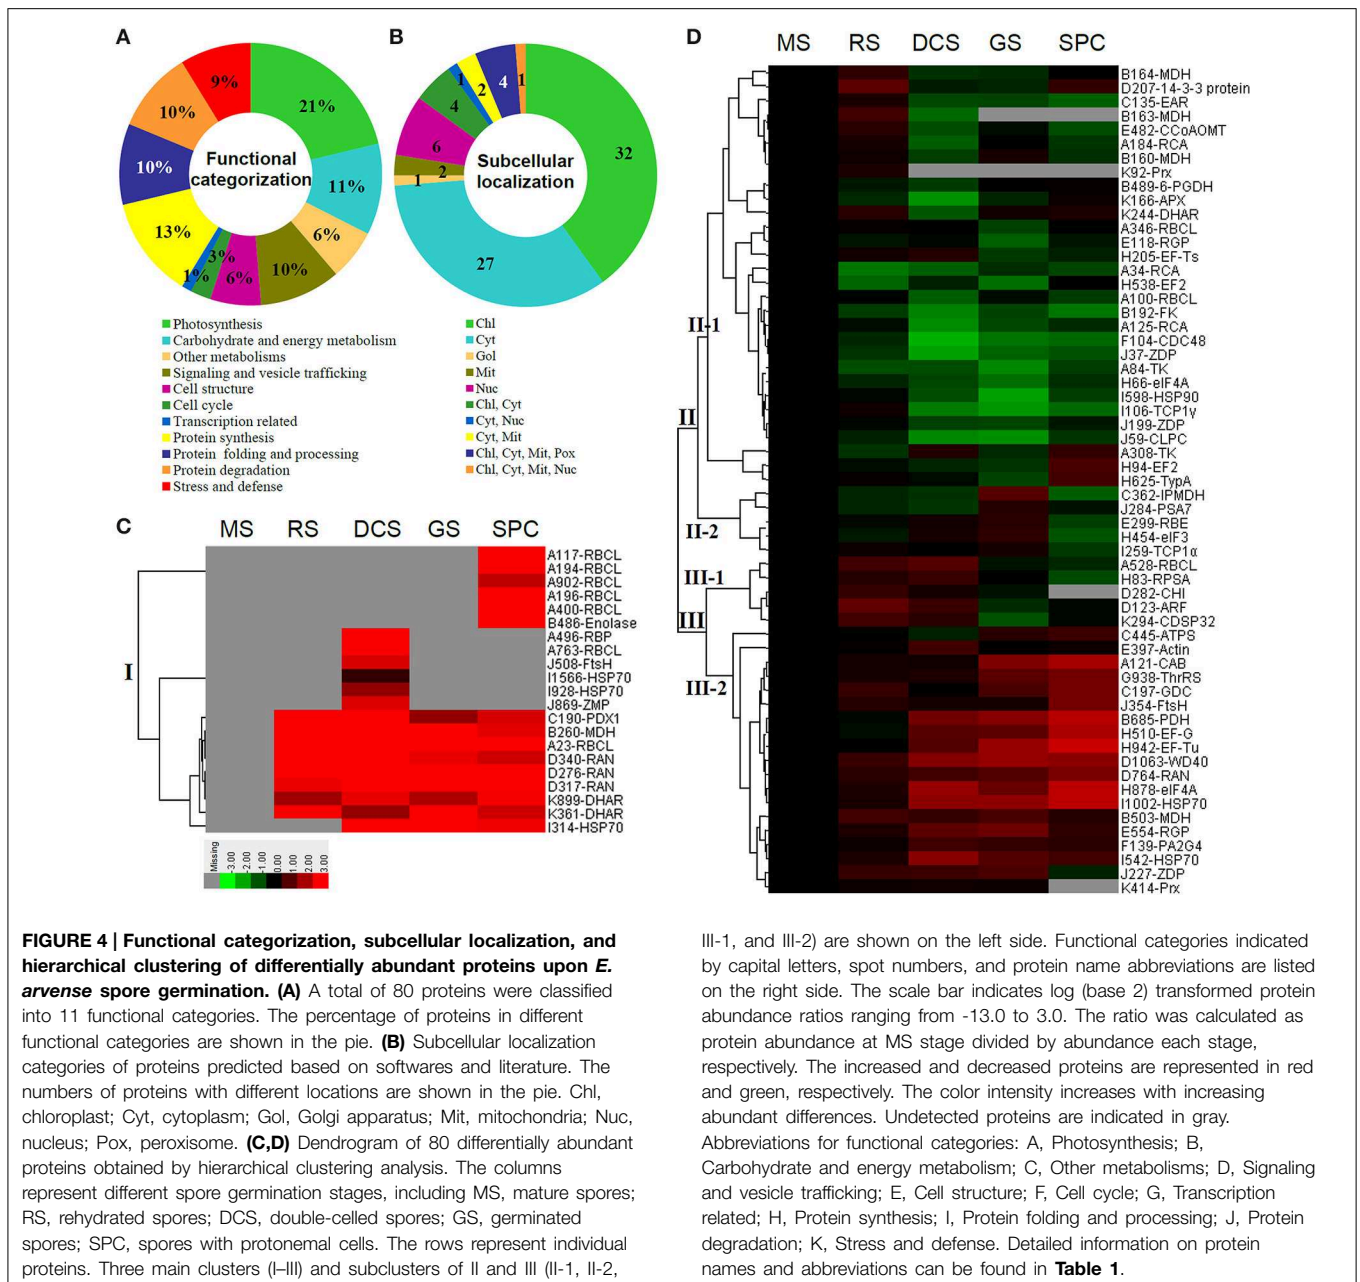 A
9%
21%
10%
10%
11%
13%
6%
1%
3%
6%
10%
Functional
categorization
Photosynthesis
Carbohydrate and energy metabolism
Other metabolisms
Signaling and vesicle trafficking
Cell structure
Cell cycle
Transcription related
Protein synthesis
Protein folding and processing
Protein degradation
Stress and defense
B
1
2
4
1
4
32
6
2
1
27
Subcellular
localization
Chl
Cyt
Gol
Mit
Nuc
Chl, Cyt
Cyt, Nuc
Cyt, Mit
Chl, Cyt, Mit, Pox
Chl, Cyt, Mit, Nuc
C
MS RS DCS GS SPC
I
A117-RBCL
A194-RBCL
A902-RBCL
A196-RBCL
A400-RBCL
B486-Enolase
A496-RBP
A763-RBCL
J508-FtsH
I1566-HSP70
I928-HSP70
J869-ZMP
C190-PDX1
B260-MDH
A23-RBCL
D340-RAN
D276-RAN
D317-RAN
K899-DHAR
K361-DHAR
I314-HSP70
Missing
-3.00
-2.00
-1.00
0.00
1.00
2.00
3.00
D
MS RS DCS GS SPC
II-1
II
II-2
III-1
III
III-2
B164-MDH
D207-14-3-3 protein
C135-EAR
B163-MDH
E482-CCoAOMT
A184-RCA
B160-MDH
K92-Prx
B489-6-PGDH
K166-APX
K244-DHAR
A346-RBCL
E118-RGP
H205-EF-Ts
A34-RCA
H538-EF2
A100-RBCL
B192-FK
A125-RCA
F104-CDC48
J37-ZDP
A84-TK
H66-eIF4A
I598-HSP90
I106-TCP1γ
J199-ZDP
J59-CLPC
A308-TK
H94-EF2
H625-TypA
C362-IPMDH
J284-PSA7
E299-RBE
H454-eIF3
I259-TCP1α
A528-RBCL
H83-RPSA
D282-CHI
D123-ARF
K294-CDSP32
C445-ATPS
E397-Actin
A121-CAB
G938-ThrRS
C197-GDC
J354-FtsH
B685-PDH
H510-EF-G
H942-EF-Tu
D1063-WD40
D764-RAN
H878-eIF4A
I1002-HSP70
B503-MDH
E554-RGP
F139-PA2G4
I542-HSP70
J227-ZDP
K414-Prx
FIGURE 4 | Functional categorization, subcellular localization, and
hierarchical clustering of differentially abundant proteins upon E.
arvense spore germination. (A) A total of 80 proteins were classified
into 11 functional categories. The percentage of proteins in different
functional categories are shown in the pie. (B) Subcellular localization
categories of proteins predicted based on softwares and literature. The
numbers of proteins with different locations are shown in the pie. Chl,
chloroplast; Cyt, cytoplasm; Gol, Golgi apparatus; Mit, mitochondria; Nuc,
nucleus; Pox, peroxisome. (C,D) Dendrogram of 80 differentially abundant
proteins obtained by hierarchical clustering analysis. The columns
represent different spore germination stages, including MS, mature spores;
RS, rehydrated spores; DCS, double-celled spores; GS, germinated
spores; SPC, spores with protonemal cells. The rows represent individual
proteins. Three main clusters (I–III) and subclusters of II and III (II-1, II-2,
III-1, and III-2) are shown on the left side. Functional categories indicated
by capital letters, spot numbers, and protein name abbreviations are listed
on the right side. The scale bar indicates log (base 2) transformed protein
abundance ratios ranging from -13.0 to 3.0. The ratio was calculated as
protein abundance at MS stage divided by abundance each stage,
respectively. The increased and decreased proteins are represented in red
and green, respectively. The color intensity increases with increasing
abundant differences. Undetected proteins are indicated in gray.
Abbreviations for functional categories: A, Photosynthesis; B,
Carbohydrate and energy metabolism; C, Other metabolisms; D, Signaling
and vesicle trafficking; E, Cell structure; F, Cell cycle; G, Transcription
related; H, Protein synthesis; I, Protein folding and processing; J, Protein
degradation; K, Stress and defense. Detailed information on protein
names and abbreviations can be found in Table 1.